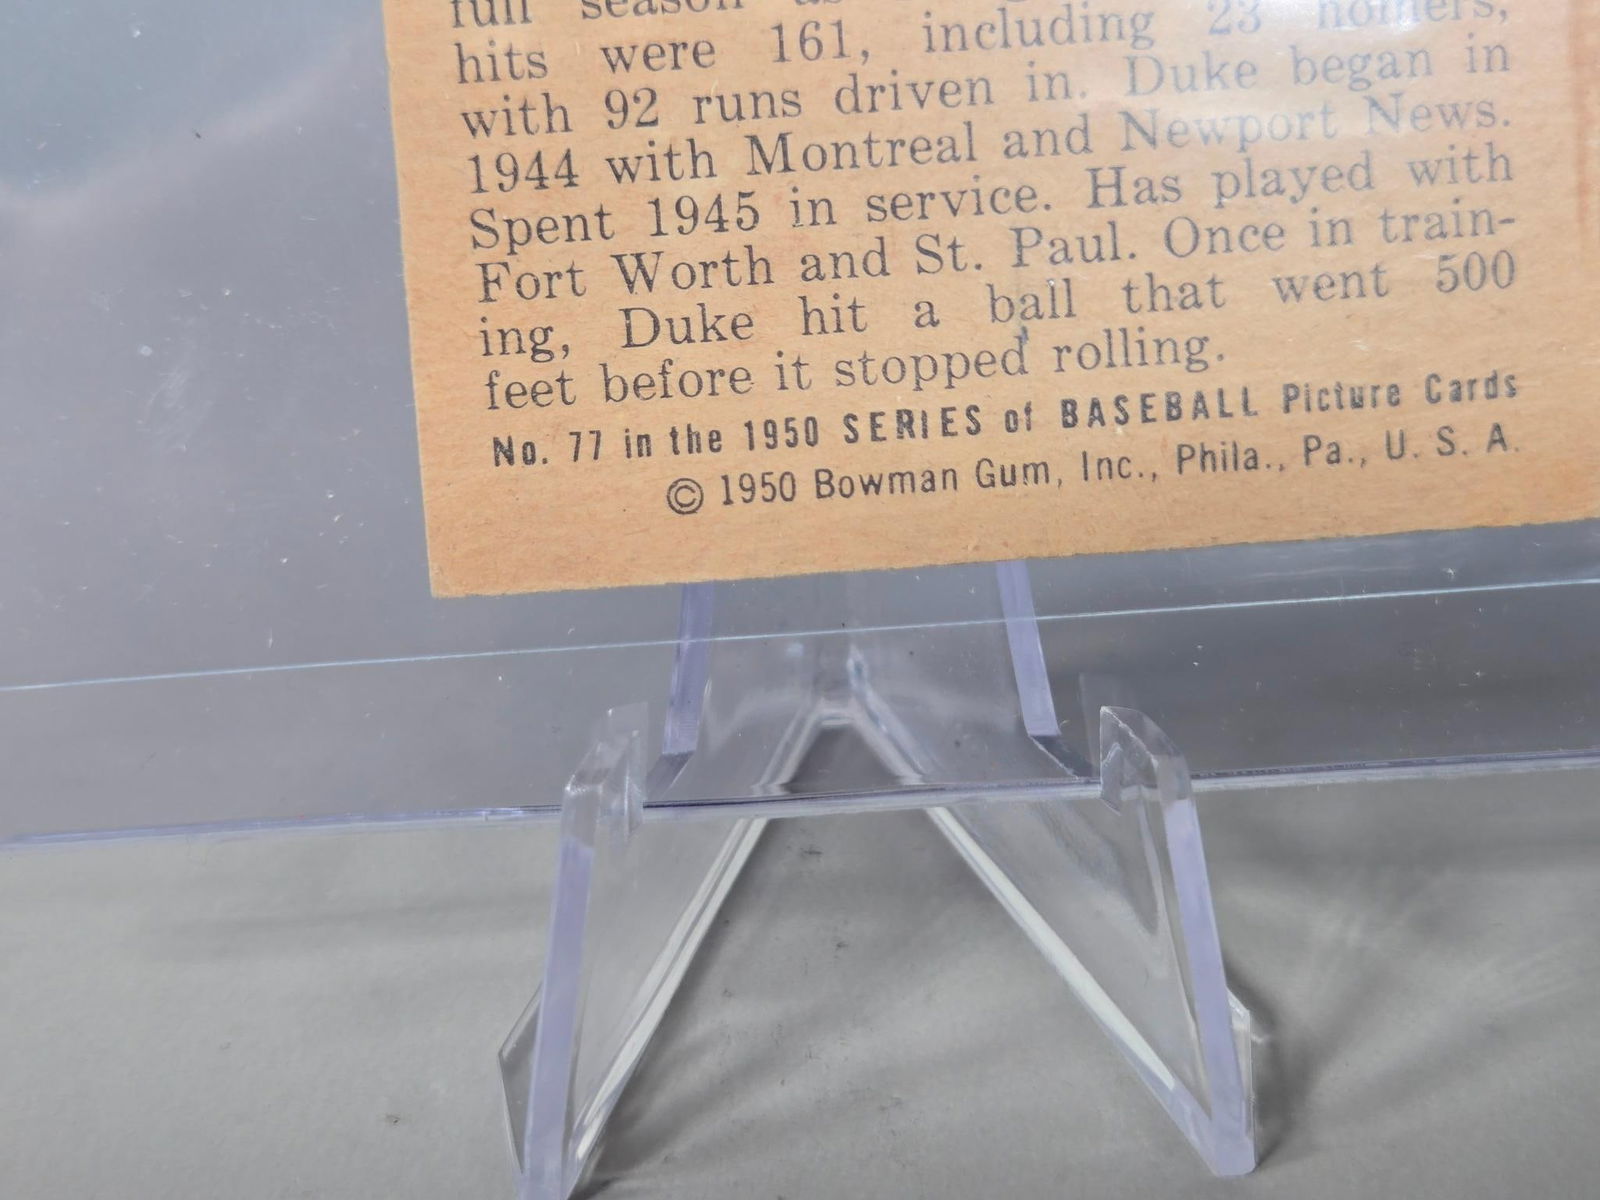 full season as
hits were 161, including 23 homers,
with 92 runs driven in. Duke began in
1944 with Montreal and Newport News.
Spent 1945 in service. Has played with
Fort Worth and St. Paul. Once in train-
ing, Duke hit a ball that went 500
feet before it stopped rolling.
No. 77 in the 1950 SERIES of BASEBALL Picture Cards
© 1950 Bowman Gum, Inc., Phila., Pa., U. S. A.